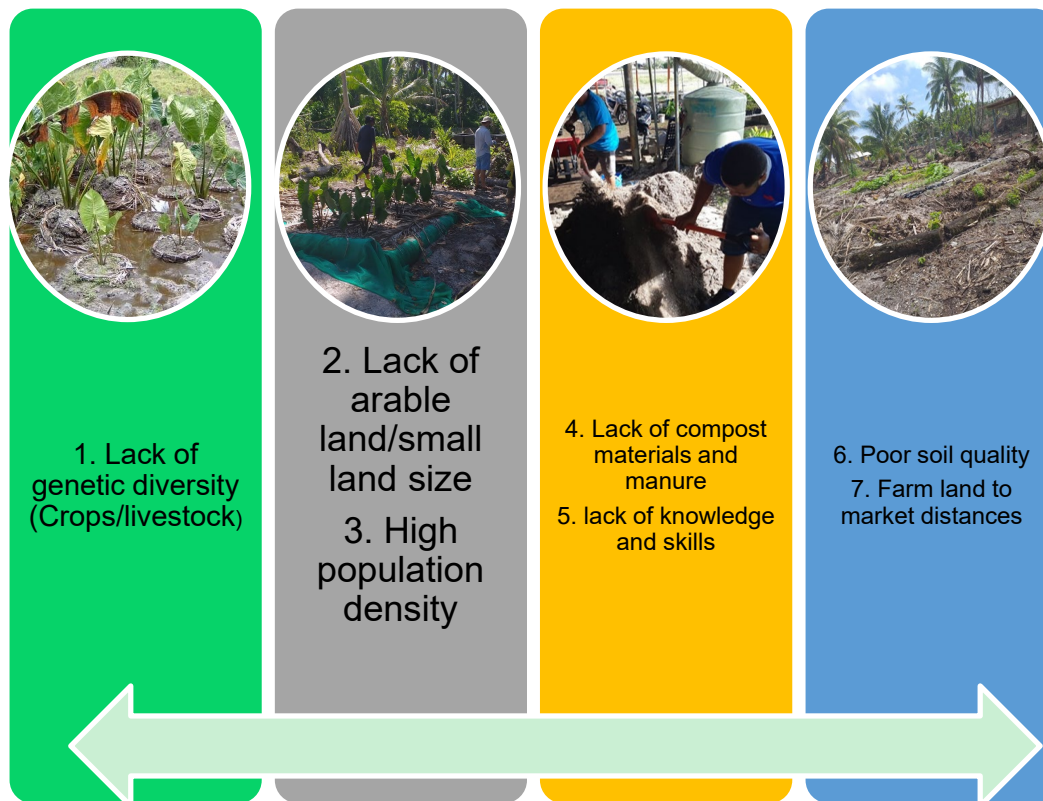 1. Lack of
genetic diversity
(Crops/livestock)
2. Lack of
arable
land/small
land size
3. High
population
density
4. Lack of compost
materials and
manure
5. lack of knowledge
and skills
6. Poor soil quality
7. Farm land to
market distances